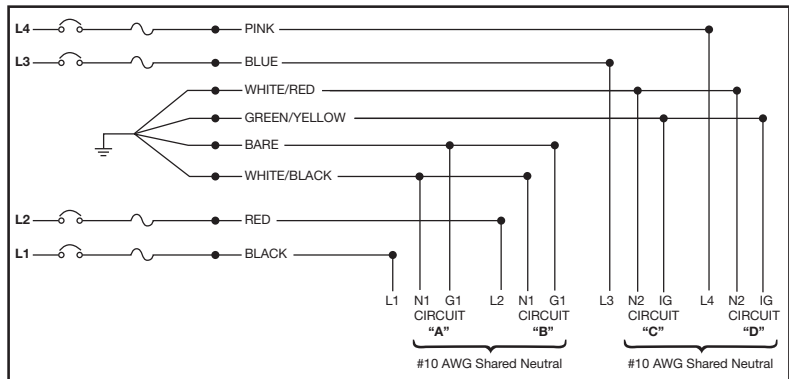 L4 PINK
L3 BLUE
WHITE/RED
GREEN/YELLOW
BARE
WHITE/BLACK
L2 RED
L1 BLACK
L1 N1 G1 L2 N1 G1 L3 N2 IG L4 N2 IG
CIRCUIT CIRCUIT CIRCUIT CIRCUIT
“A” “B” “C” “D”
#10 AWG Shared Neutral #10 AWG Shared Neutral